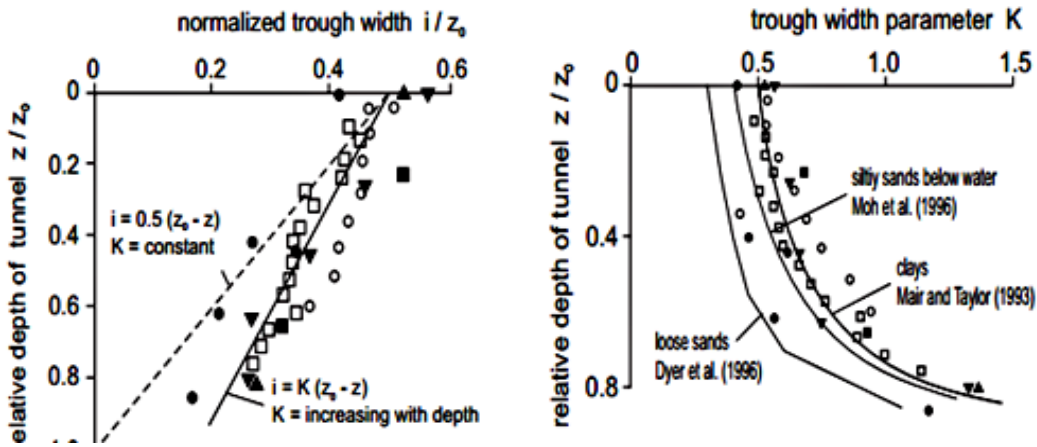 normalized trough width i / z₀
0 0.2 0.4 0.6
relative depth of tunnel z / z₀
0
0.2
0.4
0.6
0.8
1.0
i = 0.5 (z₀ - z)
K = constant
i = K (z₀ - z)
K = increasing with depth
trough width parameter K
0 0.5 1.0 1.5
relative depth of tunnel z / z₀
0
0.4
0.8
siltiy sands below water
Moh et al. (1996)
clays
Mair and Taylor (1993)
loose sands
Dyer et al. (1996)